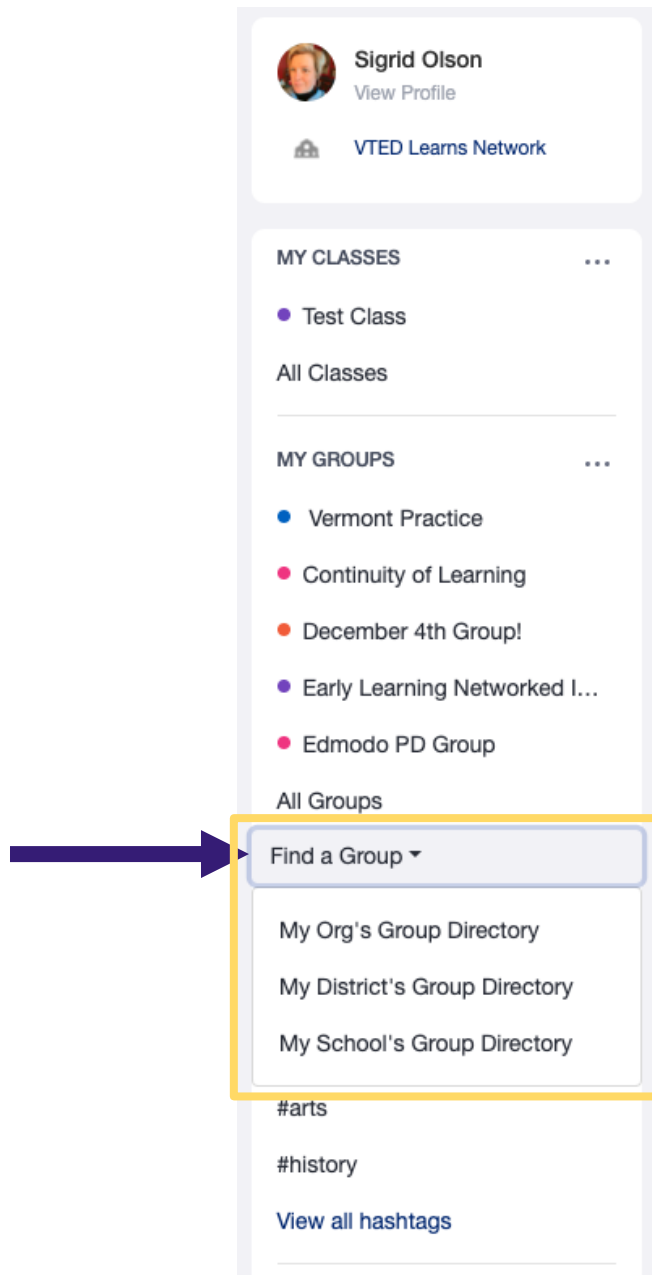 Sigrid Olson
View Profile
VTED Learns Network
MY CLASSES
Test Class
All Classes
MY GROUPS
Vermont Practice
Continuity of Learning
December 4th Group!
Early Learning Networked I...
Edmodo PD Group
All Groups
Find a Group
My Org's Group Directory
My District's Group Directory
My School's Group Directory
#arts
#history
View all hashtags